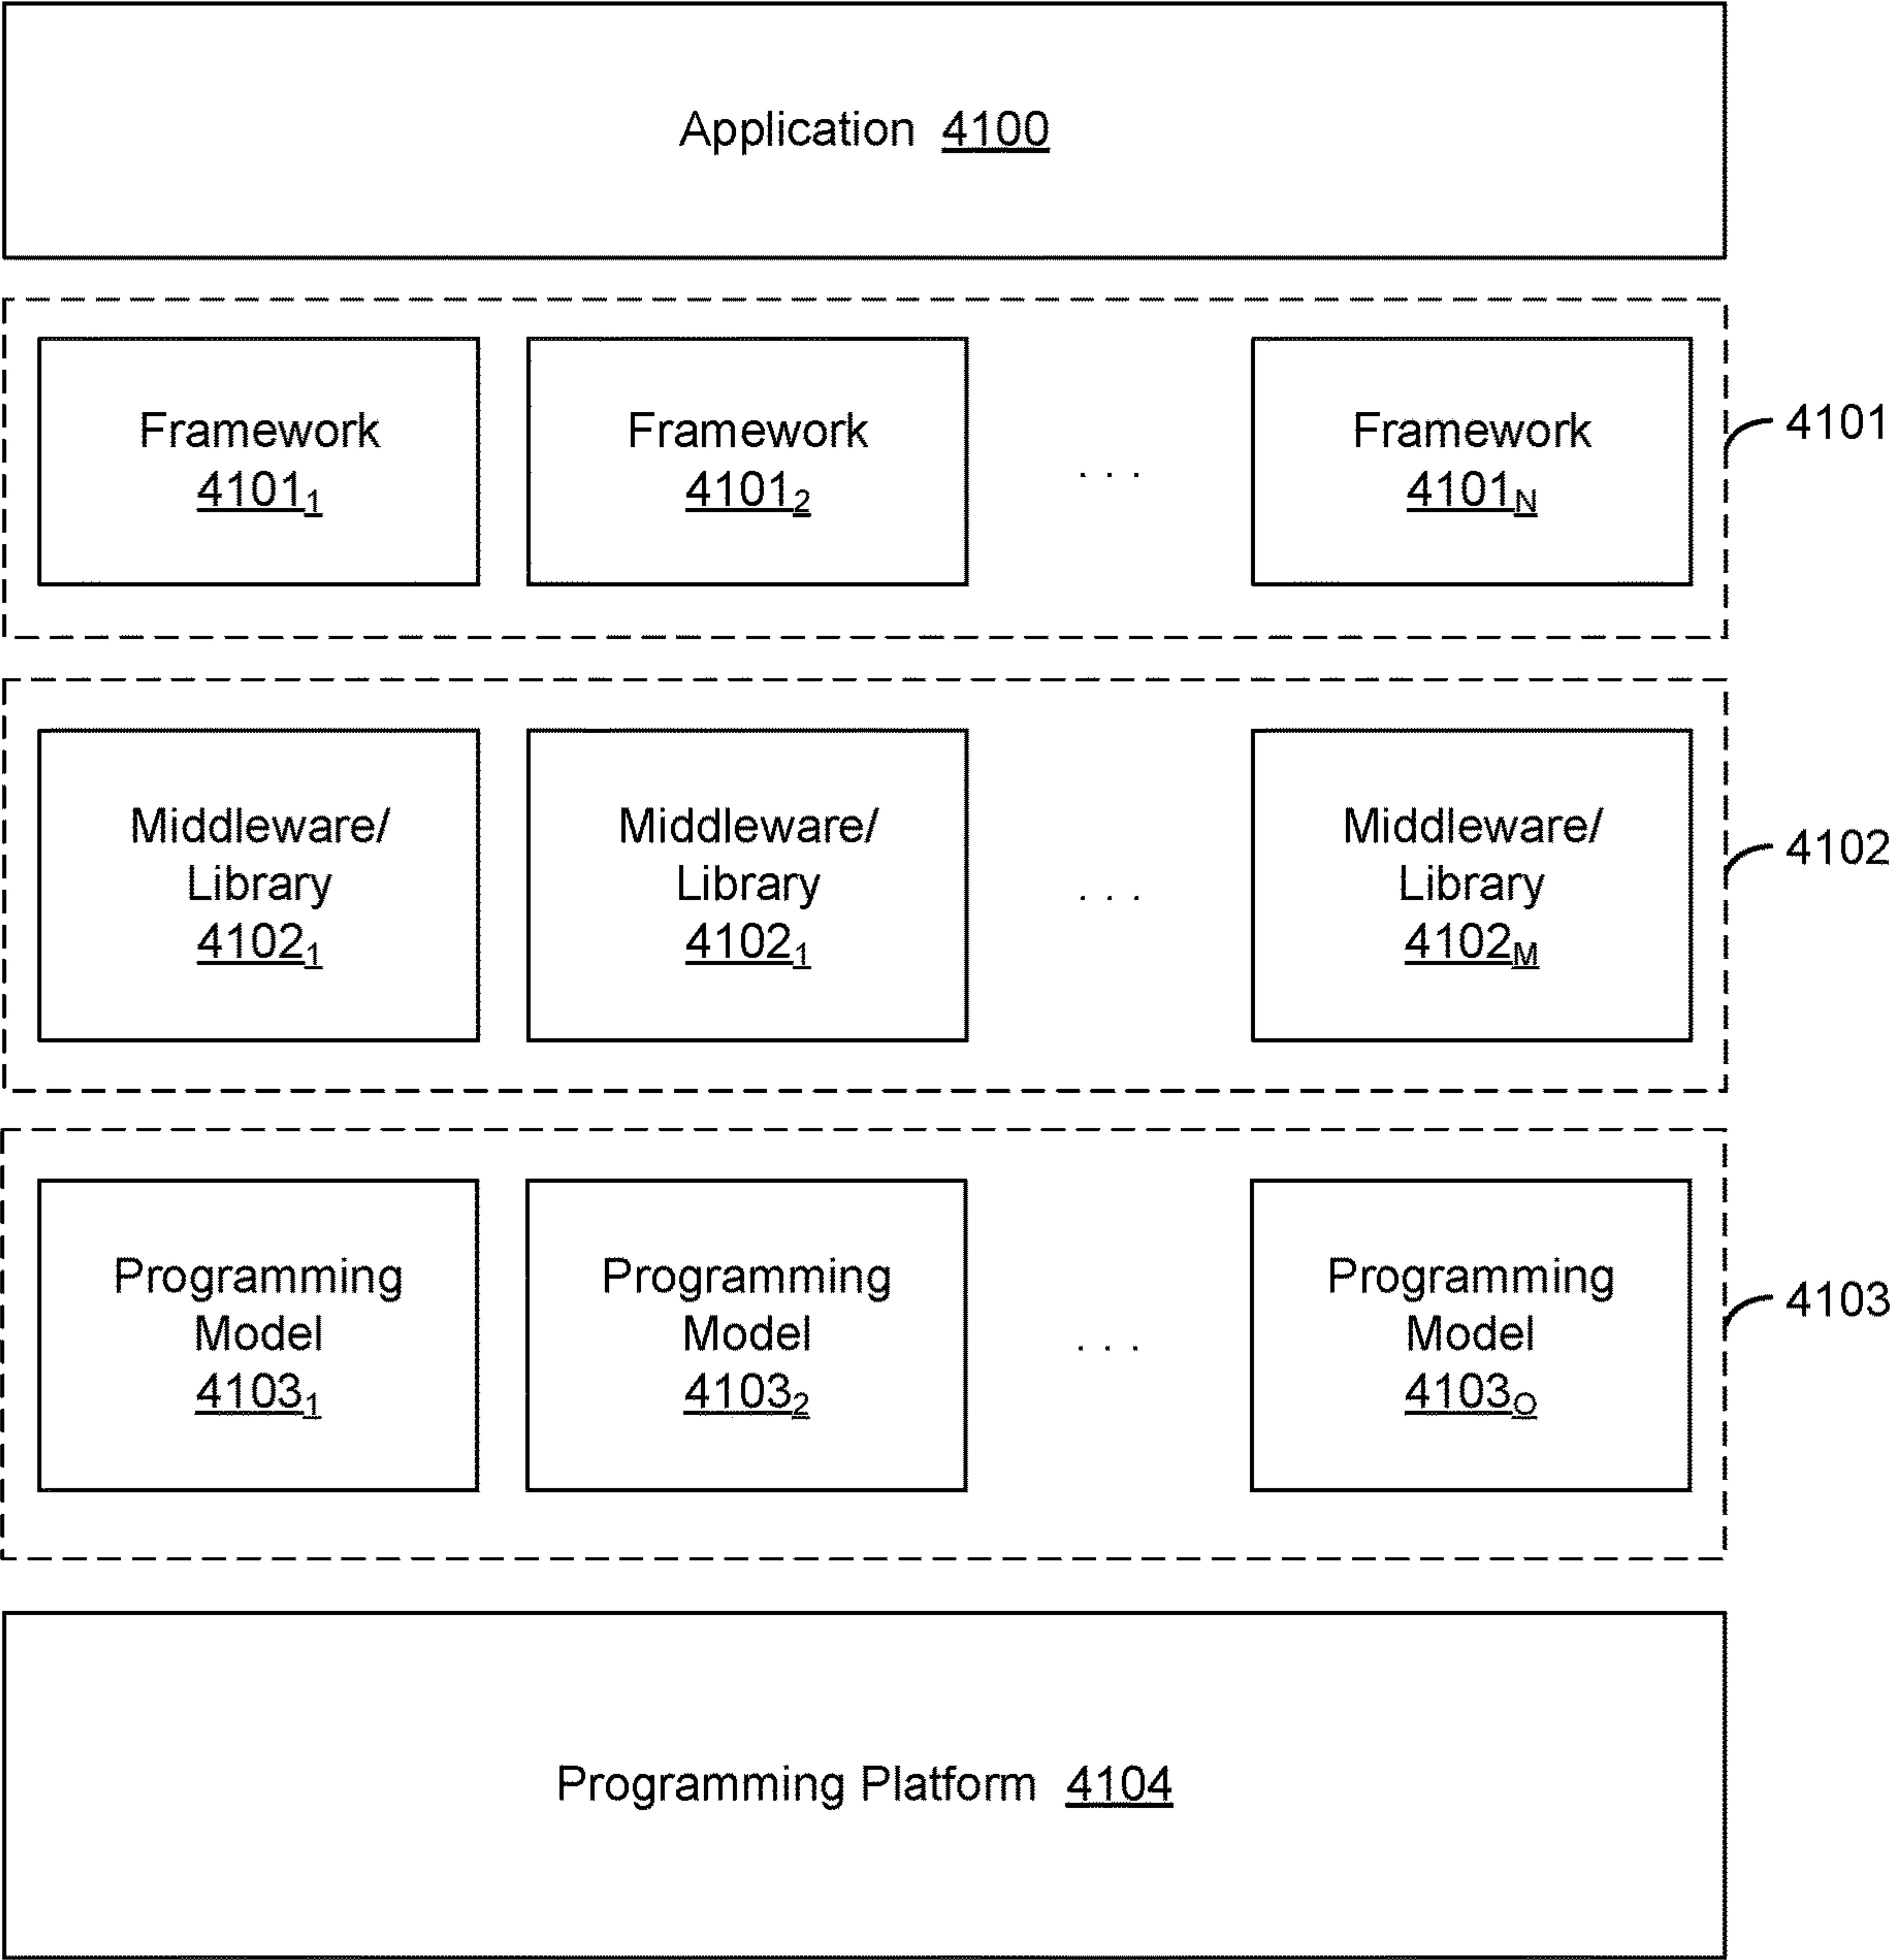 Application 4100
Framework Framework Framework
4101₁ 4101₂ . . . 4101N 4101
Middleware/ Middleware/ Middleware/
Library Library Library 4102
4102₁ 4102₁ . . . 4102M
Programming Programming Programming
Model Model Model 4103
4103₁ 4103₂ . . . 4103O
Programming Platform 4104